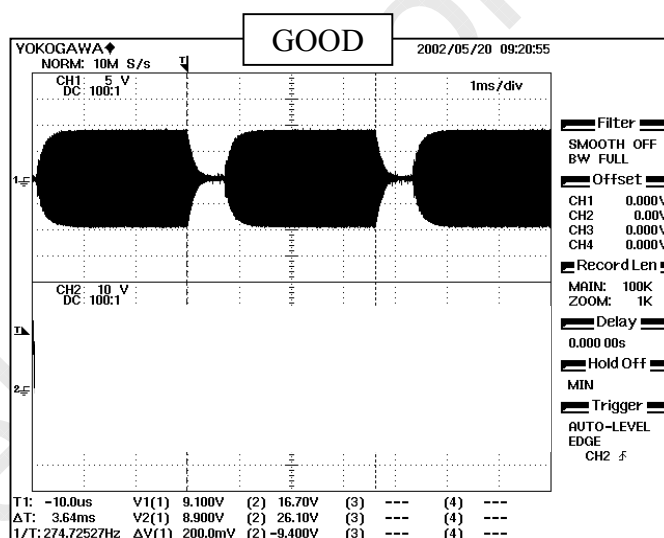 GOOD
YOKOGAWA◆ 2002/05/20 09:20:55
NORM: 10M S/s
T
CH1: 5 V
DC 100:1
1ms/div
1
CH2: 10 V
DC 100:1
T
2
Filter
SMOOTH OFF
BW FULL
Offset
CH1 0.000V
CH2 0.00V
CH3 0.000V
CH4 0.000V
Record Len
MAIN: 100K
ZOOM: 1K
Delay
0.000 00s
Hold Off
MIN
Trigger
AUTO-LEVEL
EDGE
CH2
T1: -10.0us V1(1) 9.100V (2) 16.70V (3) --- (4) ---
ΔT: 3.64ms V2(1) 8.900V (2) 26.10V (3) --- (4) ---
1/T: 274.72527Hz ΔV(1) 200.0mV (2) -9.400V (3) --- (4) ---